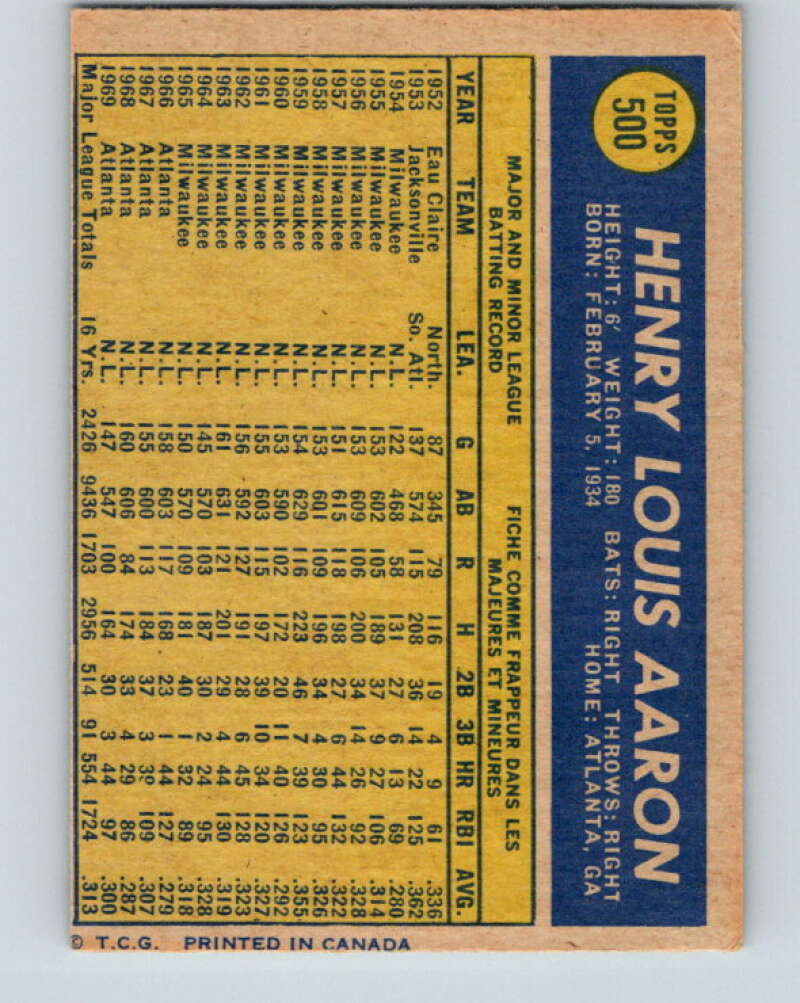 TOPPS
500
HENRY LOUIS AARON
HEIGHT: 6' WEIGHT: 180 BATS: RIGHT THROWS: RIGHT
BORN: FEBRUARY 5, 1934 HOME: ATLANTA, GA
MAJOR AND MINOR LEAGUE
BATTING RECORD
FICHE COMME FRAPPEUR DANS LES
MAJEURES ET MINEURES
YEAR TEAM LEA. G AB R H 2B 3B HR RBI AVG.
1952 Eau Claire North. 87 345 79 116 19 4 9 61 .336
1953 Jacksonville So. Atl. 137 574 115 208 36 14 22 125 .362
1954 Milwaukee N.L. 122 468 58 131 27 6 13 69 .280
1955 Milwaukee N.L. 153 602 105 189 37 9 27 106 .314
1956 Milwaukee N.L. 153 609 106 200 34 14 26 92 .328
1957 Milwaukee N.L. 151 615 118 198 27 6 44 132 .322
1958 Milwaukee N.L. 153 601 109 196 34 4 30 95 .326
1959 Milwaukee N.L. 154 629 116 223 46 7 39 123 .355
1960 Milwaukee N.L. 153 590 102 172 20 11 40 126 .292
1961 Milwaukee N.L. 155 603 115 197 39 10 34 120 .327
1962 Milwaukee N.L. 156 592 127 191 28 6 45 128 .323
1963 Milwaukee N.L. 161 631 121 201 29 4 44 130 .319
1964 Milwaukee N.L. 145 570 103 187 30 2 24 95 .328
1965 Milwaukee N.L. 150 570 109 181 40 1 32 89 .318
1966 Atlanta N.L. 158 603 117 168 23 1 44 127 .279
1967 Atlanta N.L. 155 600 113 184 37 3 39 109 .307
1968 Atlanta N.L. 160 606 84 174 33 4 29 86 .287
1969 Atlanta N.L. 147 547 100 164 30 3 44 97 .300
Major League Totals 16 Yrs. 2426 9436 1703 2956 514 91 554 1724 .313
© T.C.G. PRINTED IN CANADA